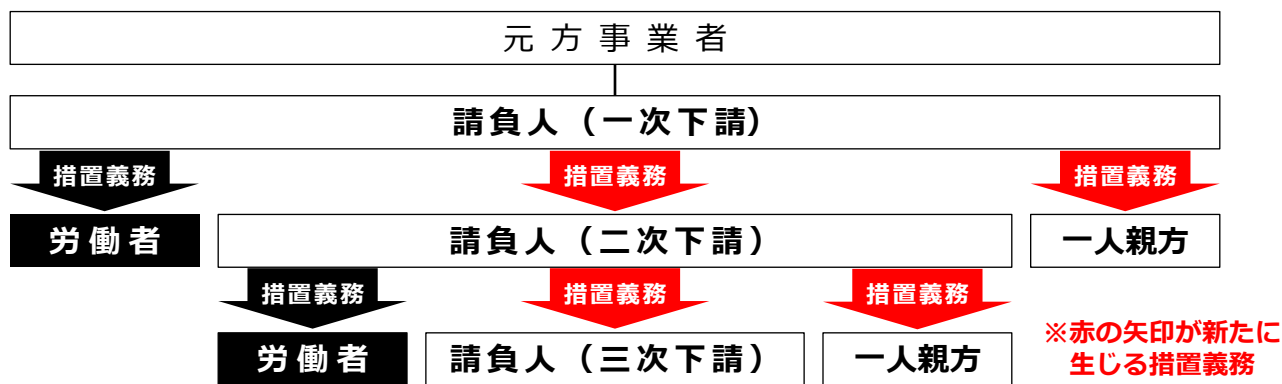 元方事業者
請負人（一次下請）
措置義務
措置義務
措置義務
労働者
請負人（二次下請）
一人親方
措置義務
措置義務
措置義務
労働者
請負人（三次下請）
一人親方
※赤の矢印が新たに
生じる措置義務